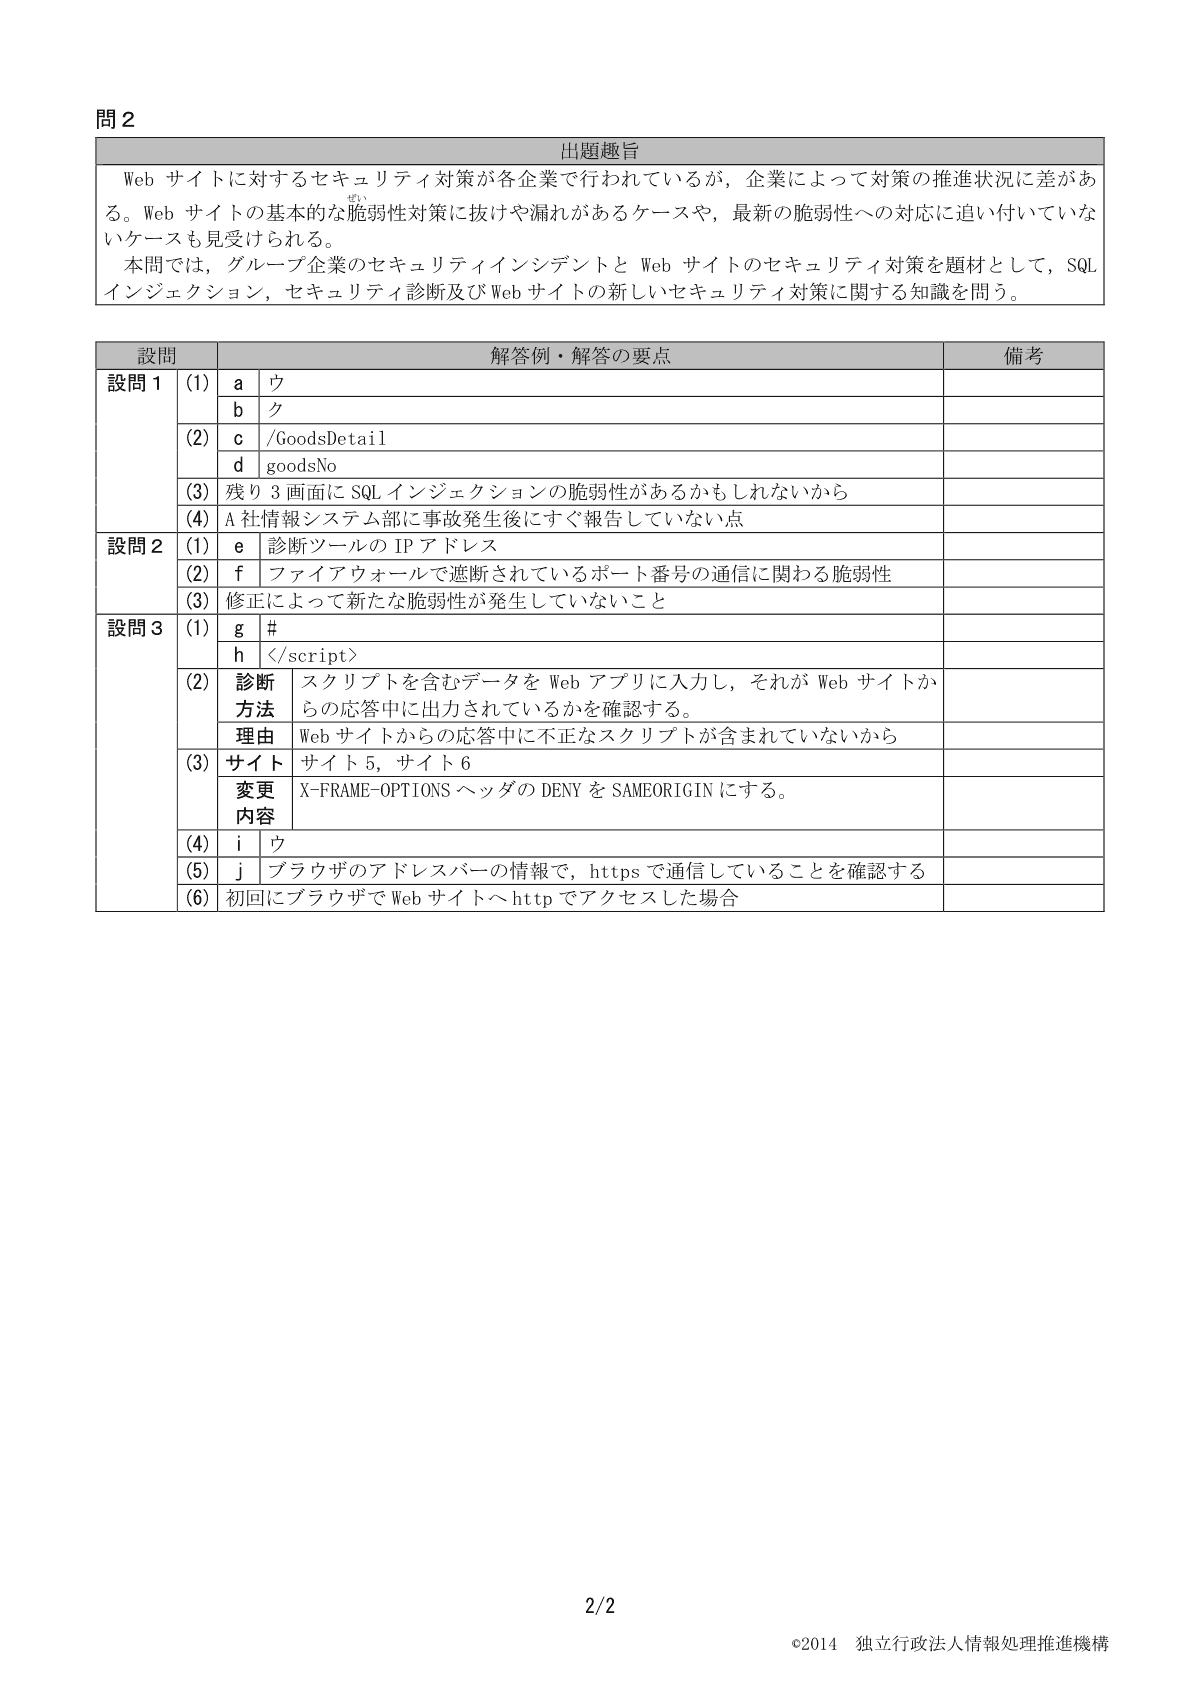 問２
出題趣旨
Web サイトに対するセキュリティ対策が各企業で行われているが，企業によって対策の推進状況に差があ
ぜい
る。Web サイトの基本的な脆弱性対策に抜けや漏れがあるケースや，最新の脆弱性への対応に追い付いていな
いケースも見受けられる。
本問では，グループ企業のセキュリティインシデントと Web サイトのセキュリティ対策を題材として，SQL
インジェクション，セキュリティ診断及び Web サイトの新しいセキュリティ対策に関する知識を問う。
設問 解答例・解答の要点 備考
設問１ (1) a ウ
b ク
(2) c /GoodsDetail
d goodsNo
(3) 残り 3 画面に SQL インジェクションの脆弱性があるかもしれないから
(4) A 社情報システム部に事故発生後にすぐ報告していない点
設問２ (1) e 診断ツールの IP アドレス
(2) f ファイアウォールで遮断されているポート番号の通信に関わる脆弱性
(3) 修正によって新たな脆弱性が発生していないこと
設問３ (1) g #
h </script>
(2) 診断 スクリプトを含むデータを Web アプリに入力し，それが Web サイトか
方法 らの応答中に出力されているかを確認する。
理由 Web サイトからの応答中に不正なスクリプトが含まれていないから
(3) サイト サイト 5，サイト 6
変更 X-FRAME-OPTIONS ヘッダの DENY を SAMEORIGIN にする。
内容
(4) i ウ
(5) j ブラウザのアドレスバーの情報で，https で通信していることを確認する
(6) 初回にブラウザで Web サイトへ http でアクセスした場合
2/2
©2014　独立行政法人情報処理推進機構